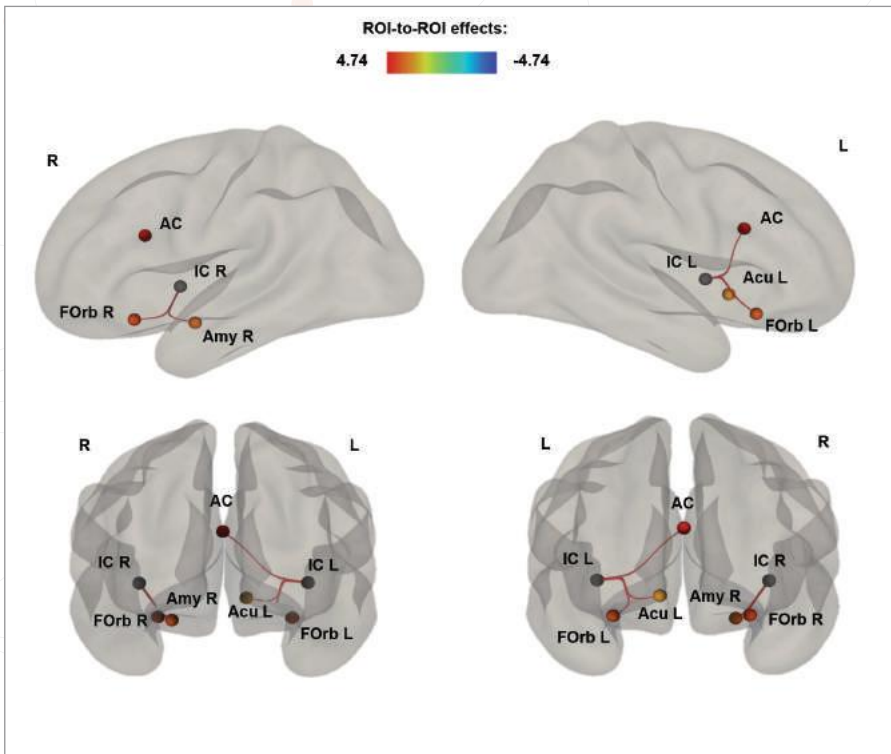 ROI-to-ROI effects:
4.74 -4.74
R L
AC AC
IC R IC L
Acu L
FOrb R FOrb L
Amy R
R L L R
AC AC
IC R IC L IC L IC R
Amy R Acu L Acu L Amy R
FOrb R FOrb L FOrb L FOrb R